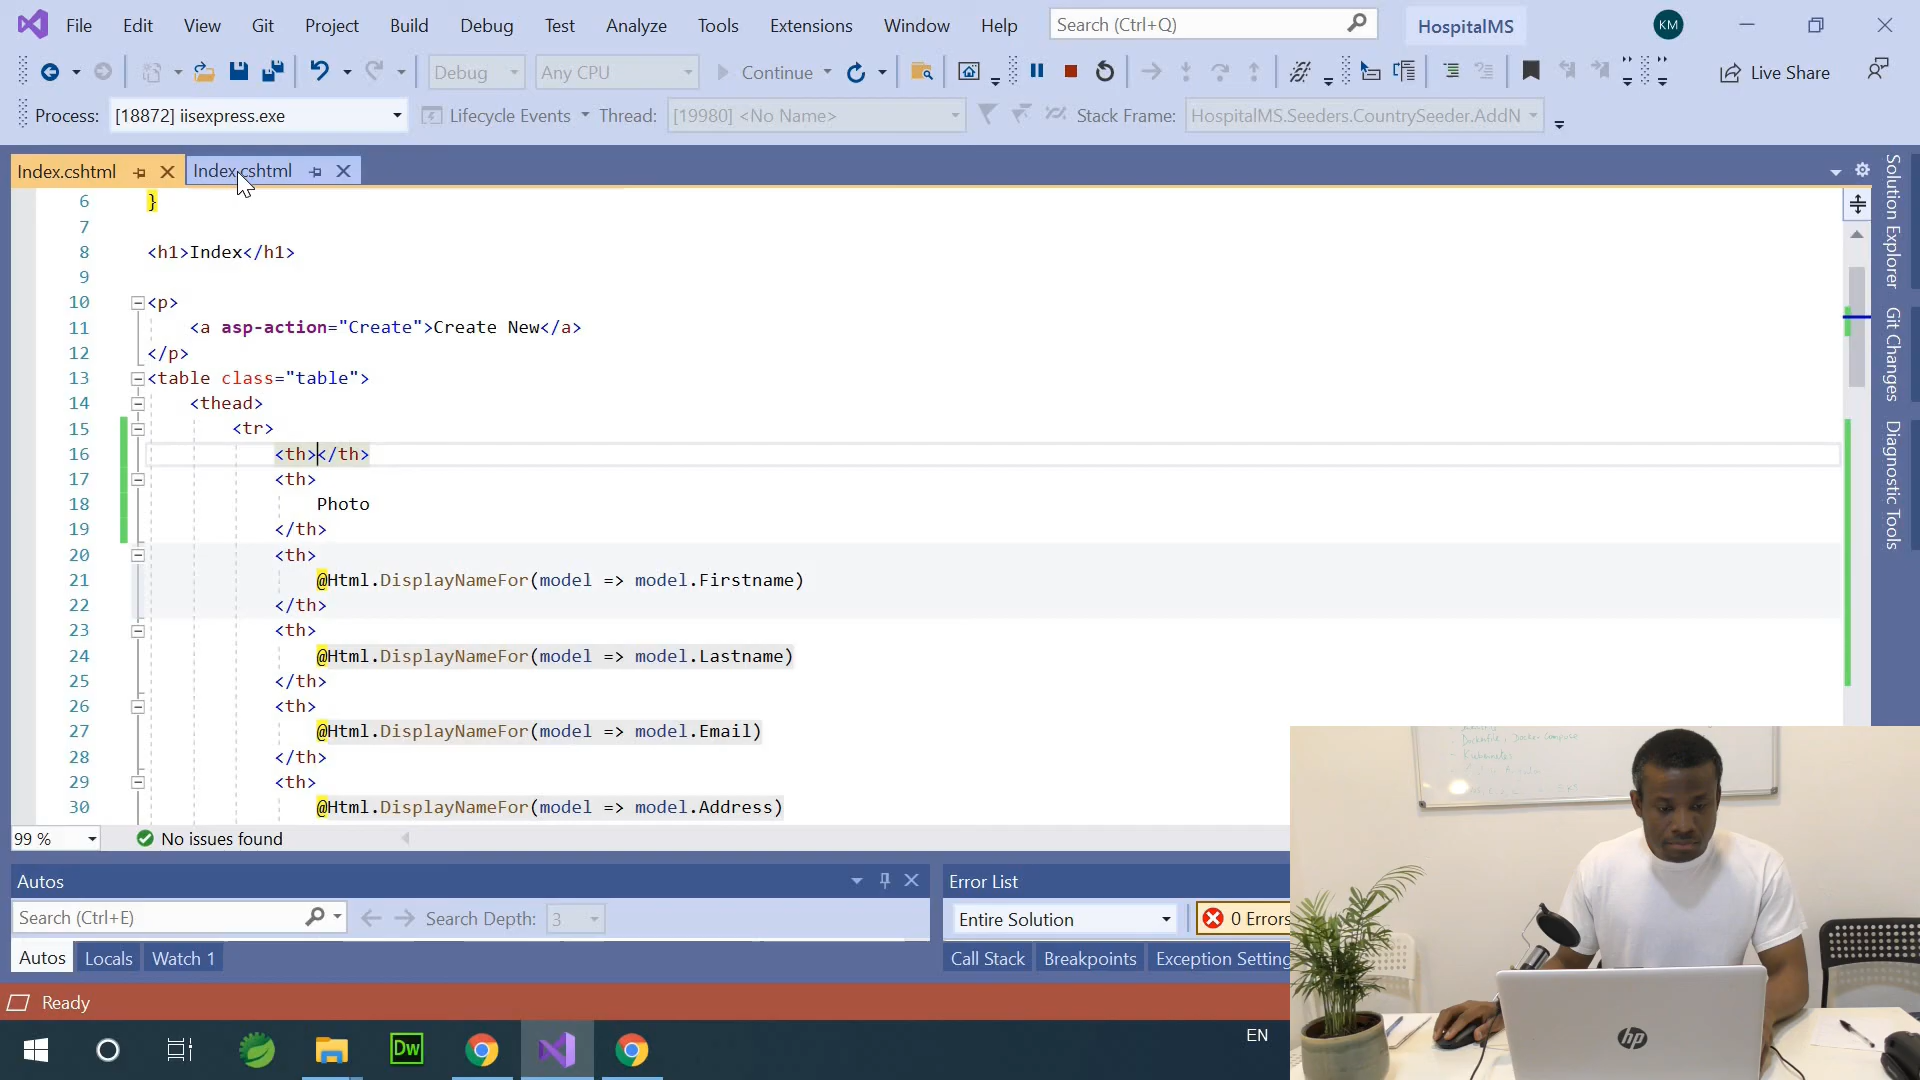 File Edit View Git Project Build Debug Test Analyze Tools Extensions Window Help Search (Ctrl+Q) HospitalMS KM
Debug Any CPU Continue Live Share
Process: [18872] iisexpress.exe Lifecycle Events Thread: [19980] <No Name> Stack Frame: HospitalMS.Seeders.CountrySeeder.AddN
Index.cshtml Index.cshtml
6 }
7
8 <h1>Index</h1>
9
10 <p>
11 <a asp-action="Create">Create New</a>
12 </p>
13 <table class="table">
14 <thead>
15 <tr>
16 <th></th>
17 <th>
18 Photo
19 </th>
20 <th>
21 @Html.DisplayNameFor(model => model.Firstname)
22 </th>
23 <th>
24 @Html.DisplayNameFor(model => model.Lastname)
25 </th>
26 <th>
27 @Html.DisplayNameFor(model => model.Email)
28 </th>
29 <th>
30 @Html.DisplayNameFor(model => model.Address)
Solution Explorer
Git Changes
Diagnostic Tools
99 % No issues found
Autos
Search (Ctrl+E) Search Depth: 3
Autos Locals Watch 1
Error List
Entire Solution 0 Errors
Call Stack Breakpoints Exception Setting
Ready
Dw
EN
hp